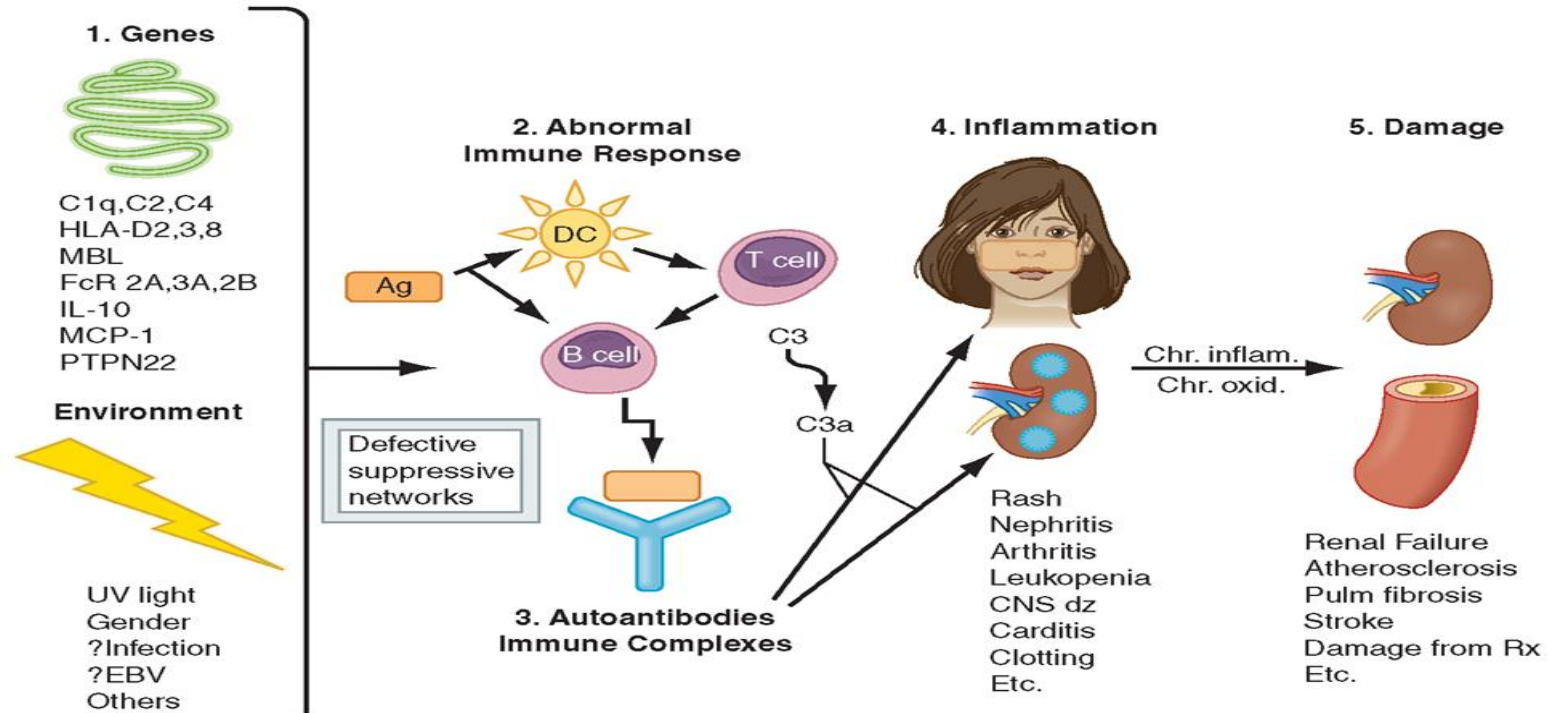 1. Genes
C1q,C2,C4
HLA-D2,3,8
MBL
FcR 2A,3A,2B
IL-10
MCP-1
PTPN22
Environment
UV light
Gender
?Infection
?EBV
Others
2. Abnormal
Immune Response
DC
T cell
Ag
B cell
Defective
suppressive
networks
C3
C3a
3. Autoantibodies
Immune Complexes
4. Inflammation
Rash
Nephritis
Arthritis
Leukopenia
CNS dz
Carditis
Clotting
Etc.
Chr. inflam.
Chr. oxid.
5. Damage
Renal Failure
Atherosclerosis
Pulm fibrosis
Stroke
Damage from Rx
Etc.